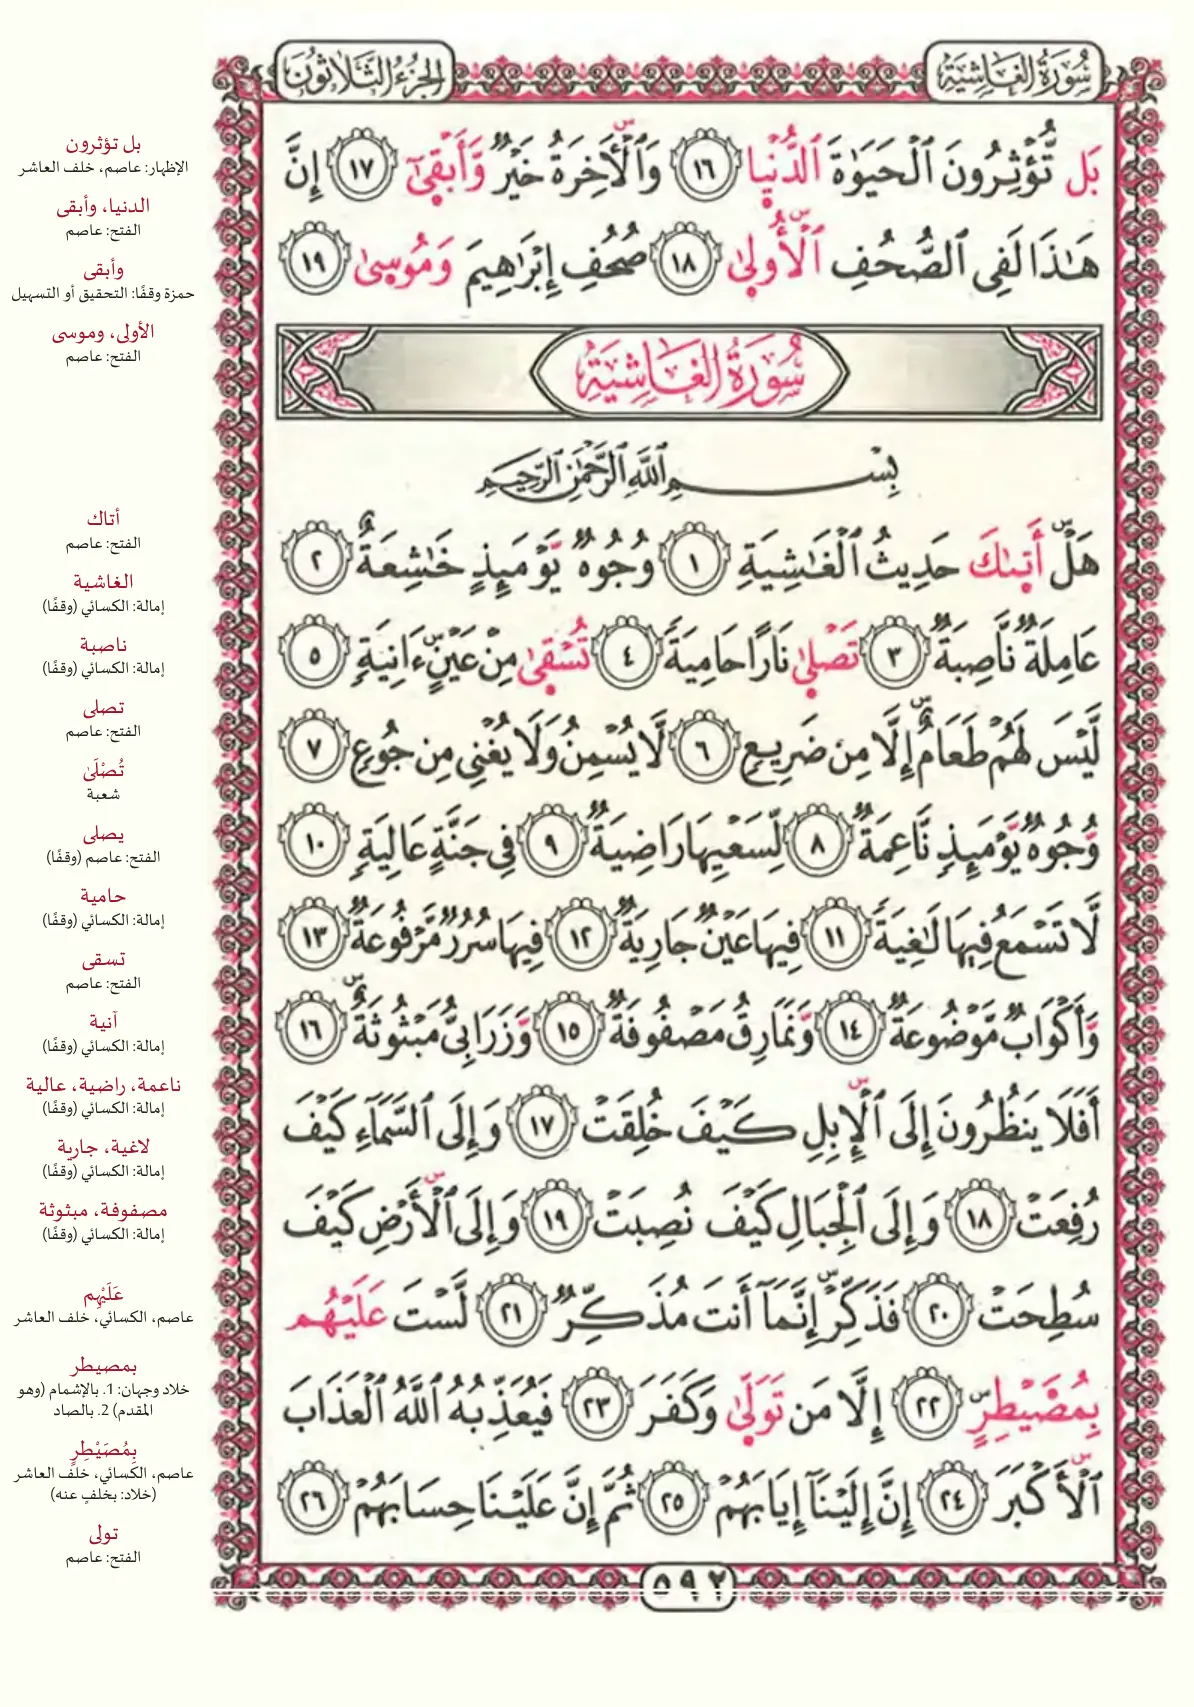 سُورَةُ الغَاشِيَةِ
الجُزءُ الثَّلَاثُونَ
بَل تُّؤْثِرُونَ ٱلْحَيَوٰةَ ٱلدُّنْيَا ١٦ وَٱلْأٓخِرَةُ خَيْرٌ وَّأَبْقَىٰٓ ١٧ إِنَّ
هَـٰذَا لَفِى ٱلصُّحُفِ ٱلْأُولَىٰ ١٨ صُحُفِ إِبْرَٰهِيمَ وَمُوسَىٰ ١٩
سُورَةُ الغَاشِيَةِ
بِسْمِ ٱللَّهِ ٱلرَّحْمَٰنِ ٱلرَّحِيمِ
هَلْ أَتَىٰكَ حَدِيثُ ٱلْغَٰشِيَةِ ١ وُجُوهٌ يَوْمَئِذٍ خَٰشِعَةٌ ٢
عَامِلَةٌ نَّاصِبَةٌ ٣ تَصْلَىٰ نَارًا حَامِيَةً ٤ تُسْقَىٰ مِنْ عَيْنٍ ءَانِيَةٍ ٥
لَّيْسَ لَهُمْ طَعَامٌ إِلَّا مِن ضَرِيعٍ ٦ لَّا يُسْمِنُ وَلَا يُغْنِى مِن جُوعٍ ٧
وُجُوهٌ يَوْمَئِذٍ نَّاعِمَةٌ ٨ لِّسَعْيِهَا رَاضِيَةٌ ٩ فِى جَنَّةٍ عَالِيَةٍ ١٠
لَّا تَسْمَعُ فِيهَا لَٰغِيَةً ١١ فِيهَا عَيْنٌ جَارِيَةٌ ١٢ فِيهَا سُرُرٌ مَّرْفُوعَةٌ ١٣
وَأَكْوَابٌ مَّوْضُوعَةٌ ١٤ وَنَمَارِقُ مَصْفُوفَةٌ ١٥ وَزَرَابِىُّ مَبْثُوثَةٌ ١٦
أَفَلَا يَنظُرُونَ إِلَى ٱلْإِبِلِ كَيْفَ خُلِقَتْ ١٧ وَإِلَى ٱلسَّمَآءِ كَيْفَ
رُفِعَتْ ١٨ وَإِلَى ٱلْجِبَالِ كَيْفَ نُصِبَتْ ١٩ وَإِلَى ٱلْأَرْضِ كَيْفَ
سُطِحَتْ ٢٠ فَذَكِّرْ إِنَّمَآ أَنتَ مُذَكِّرٌ ٢١ لَّسْتَ عَلَيْهُم
بِمُصَيْطِرٍ ٢٢ إِلَّا مَن تَوَلَّىٰ وَكَفَرَ ٢٣ فَيُعَذِّبُهُ ٱللَّهُ ٱلْعَذَابَ
ٱلْأَكْبَرَ ٢٤ إِنَّ إِلَيْنَآ إِيَابَهُمْ ٢٥ ثُمَّ إِنَّ عَلَيْنَا حِسَابَهُمْ ٢٦
٥٩٢
بل تؤثرون
الإظهار: عاصم، خلف العاشر
الدنيا، وأبقى
الفتح: عاصم
وأبقى
حمزة وقفًا: التحقيق أو التسهيل
الأولى، وموسى
الفتح: عاصم
أتاك
الفتح: عاصم
الغاشية
إمالة: الكسائي (وقفًا)
ناصبة
إمالة: الكسائي (وقفًا)
تصلى
الفتح: عاصم
تُصْلَىٰ
شعبة
يصلى
الفتح: عاصم (وقفًا)
حامية
إمالة: الكسائي (وقفًا)
تسقى
الفتح: عاصم
آنية
إمالة: الكسائي (وقفًا)
ناعمة، راضية، عالية
إمالة: الكسائي (وقفًا)
لاغية، جارية
إمالة: الكسائي (وقفًا)
مصفوفة، مبثوثة
إمالة: الكسائي (وقفًا)
عَلَيْهِم
عاصم، الكسائي، خلف العاشر
بمصيطر
خلاد وجهان: 1. بالإشمام (وهو
المقدم) 2. بالصاد
بِمُصَيْطِرٍ
عاصم، الكسائي، خلف العاشر
(خلاد: بخلفٍ عنه)
تولى
الفتح: عاصم